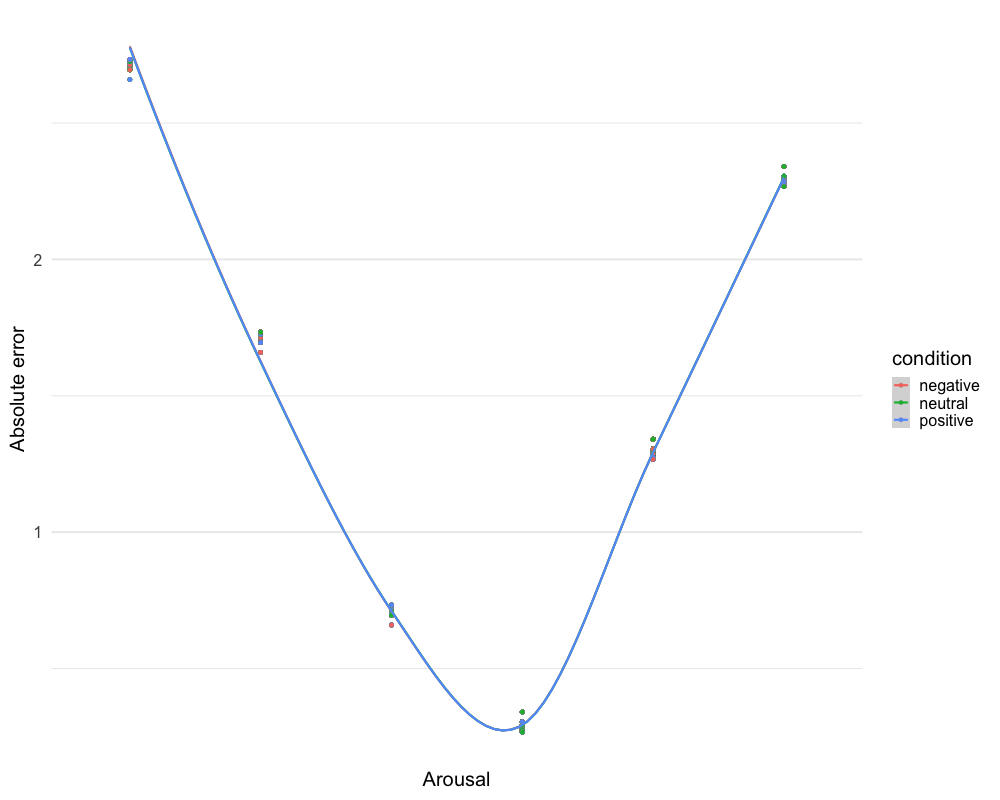 2
1
Absolute error
Arousal
condition
negative
neutral
positive